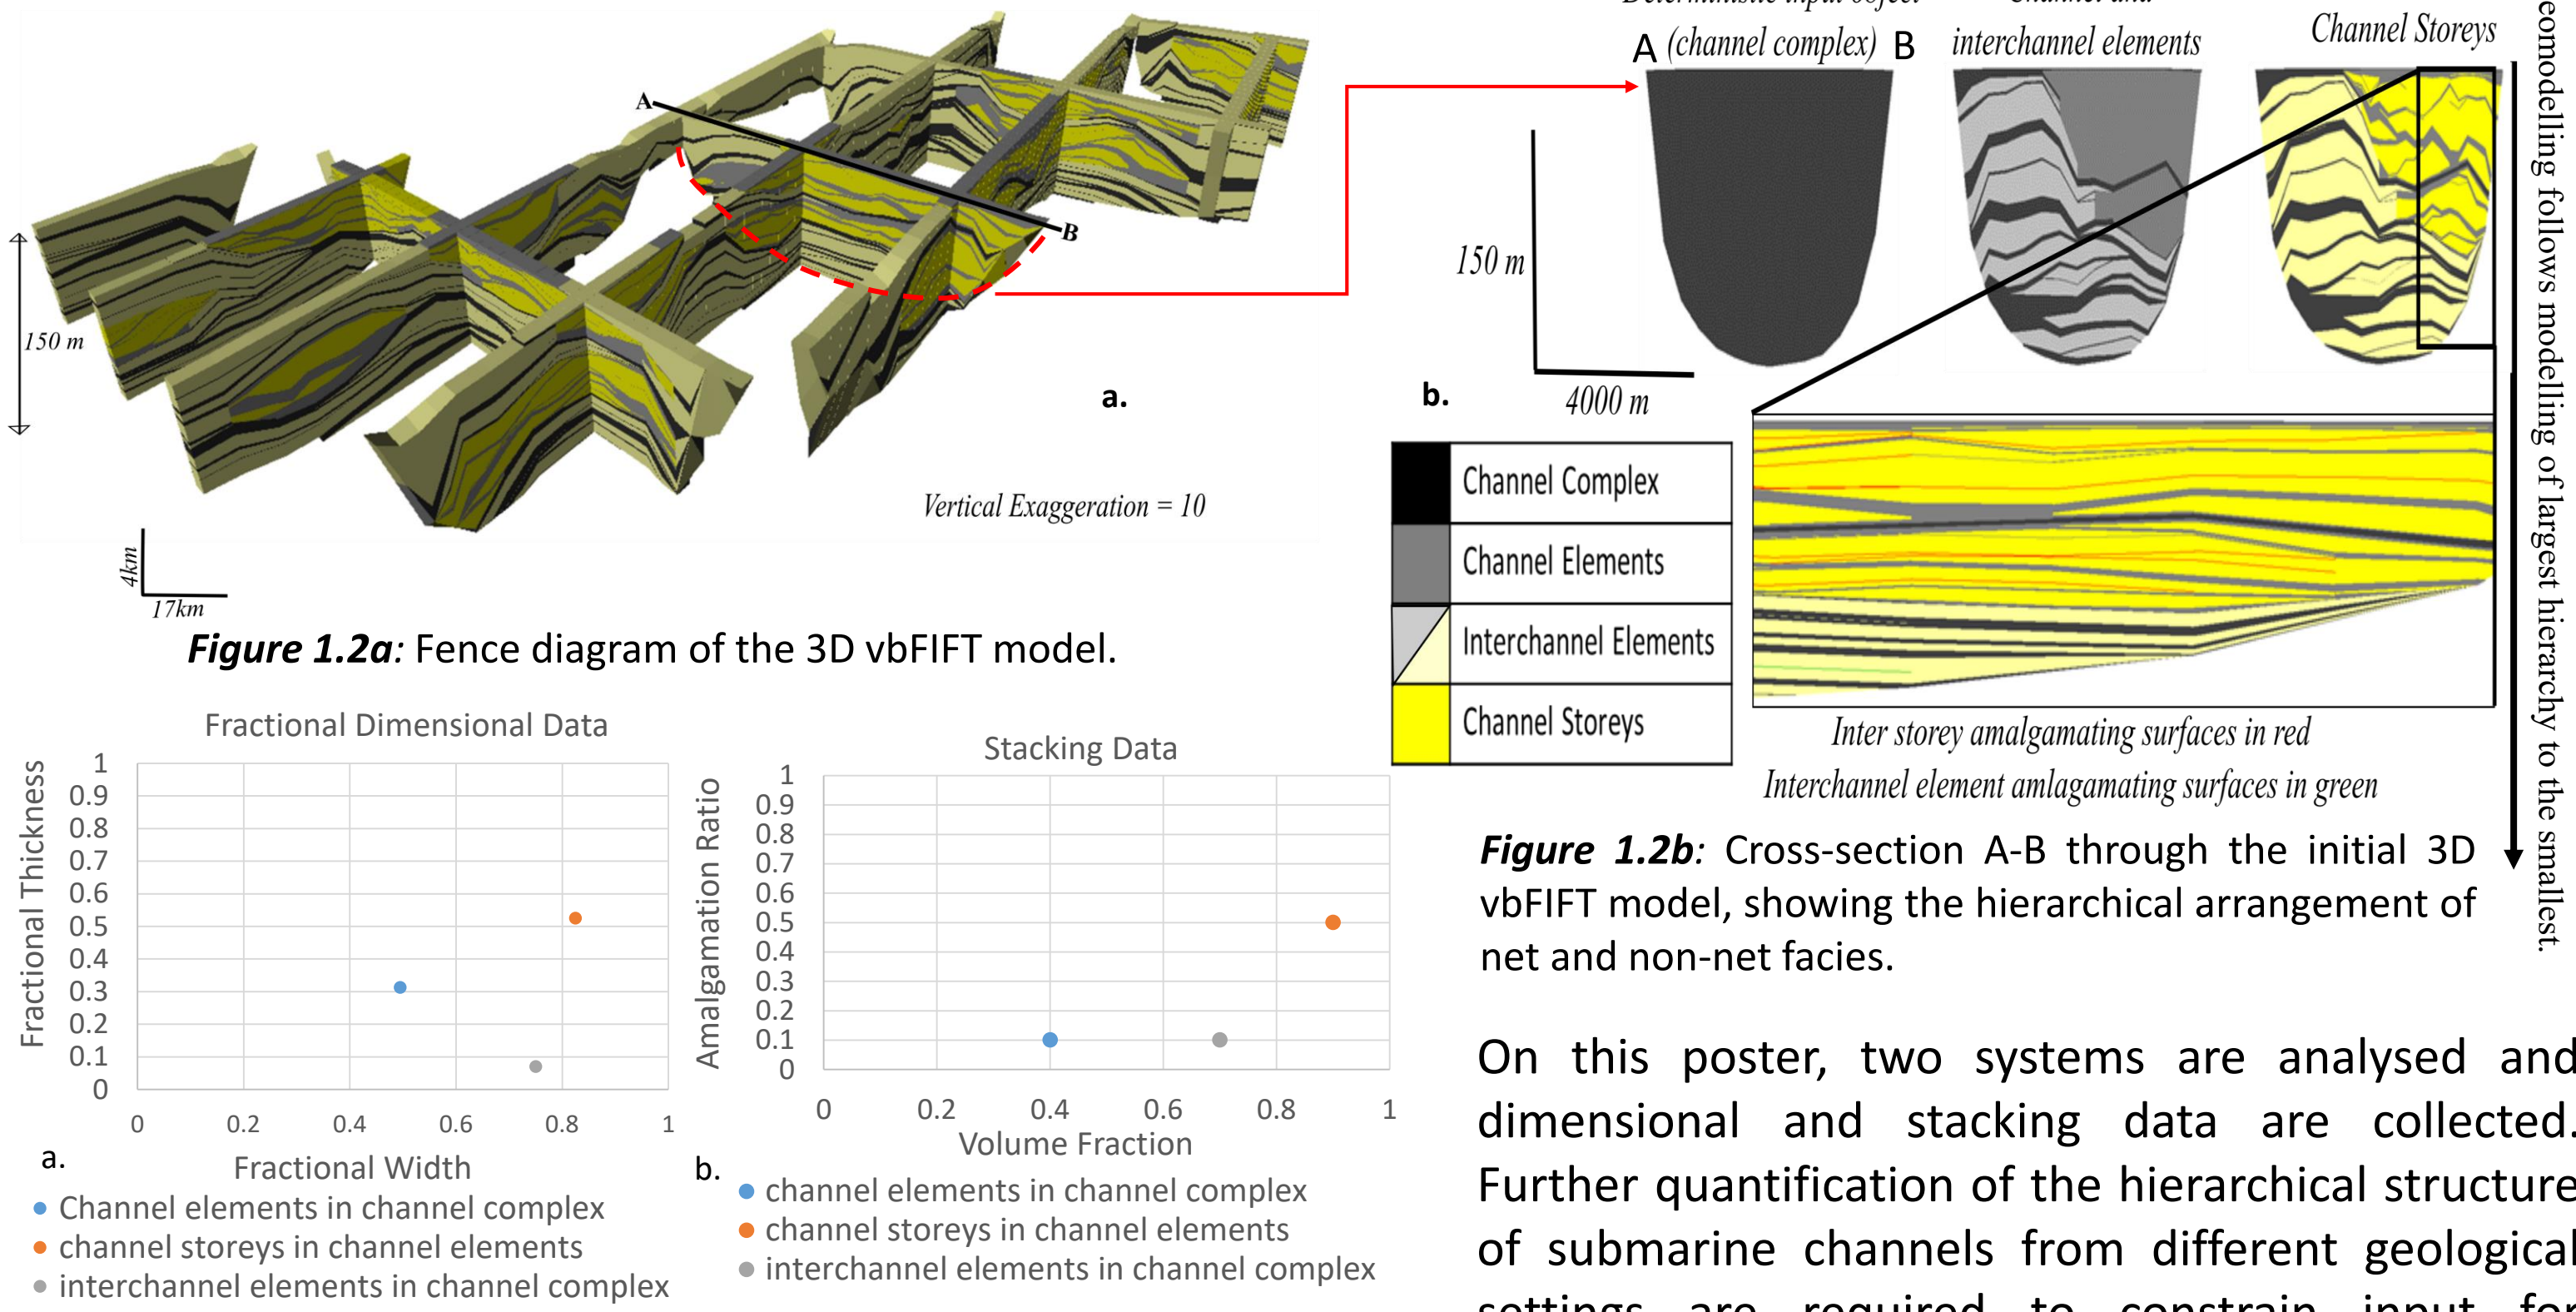 A
B
150 m
a.
Vertical Exaggeration = 10
4km
17km
Figure 1.2a: Fence diagram of the 3D vbFIFT model.
Deterministic input object
A (channel complex) B
Channel and
interchannel elements
Channel Storeys
150 m
4000 m
b.
Channel Complex
Channel Elements
Interchannel Elements
Channel Storeys
Inter storey amalgamating surfaces in red
Interchannel element amlagamating surfaces in green
follows modelling of largest hierarchy to the smallest.
Figure 1.2b: Cross-section A-B through the initial 3D
vbFIFT model, showing the hierarchical arrangement of
net and non-net facies.
Fractional Dimensional Data
Fractional Thickness
1
0.9
0.8
0.7
0.6
0.5
0.4
0.3
0.2
0.1
0
0 0.2 0.4 0.6 0.8 1
a.
Fractional Width
Channel elements in channel complex
channel storeys in channel elements
interchannel elements in channel complex
Stacking Data
Amalgamation Ratio
1
0.9
0.8
0.7
0.6
0.5
0.4
0.3
0.2
0.1
0
0 0.2 0.4 0.6 0.8 1
Volume Fraction
b.
channel elements in channel complex
channel storeys in channel elements
interchannel elements in channel complex
On this poster, two systems are analysed and
dimensional and stacking data are collected.
Further quantification of the hierarchical structure
of submarine channels from different geological
settings are required to constrain input for